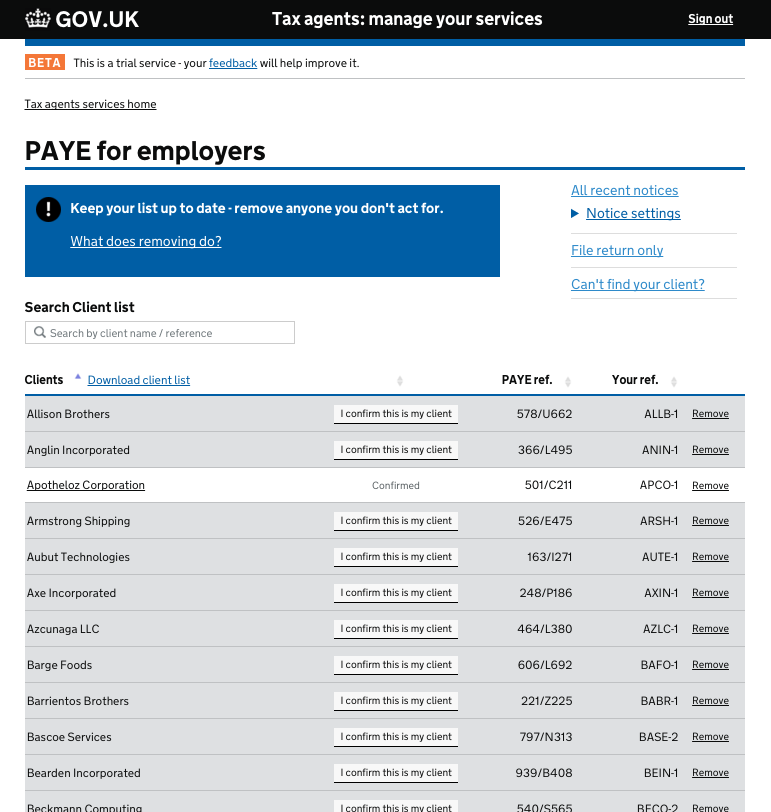 GOV.UK Tax agents: manage your services Sign out
BETA This is a trial service - your feedback will help improve it.
Tax agents services home
PAYE for employers
! Keep your list up to date - remove anyone you don't act for.
What does removing do?
All recent notices
Notice settings
File return only
Can't find your client?
Search Client list
Search by client name / reference
Clients Download client list PAYE ref. Your ref.
Allison Brothers I confirm this is my client 578/U662 ALLB-1 Remove
Anglin Incorporated I confirm this is my client 366/L495 ANIN-1 Remove
Apotheloz Corporation Confirmed 501/C211 APCO-1 Remove
Armstrong Shipping I confirm this is my client 526/E475 ARSH-1 Remove
Aubut Technologies I confirm this is my client 163/I271 AUTE-1 Remove
Axe Incorporated I confirm this is my client 248/P186 AXIN-1 Remove
Azcunaga LLC I confirm this is my client 464/L380 AZLC-1 Remove
Barge Foods I confirm this is my client 606/L692 BAFO-1 Remove
Barrientos Brothers I confirm this is my client 221/Z225 BABR-1 Remove
Bascoe Services I confirm this is my client 797/N313 BASE-2 Remove
Bearden Incorporated I confirm this is my client 939/B408 BEIN-1 Remove
Beckmann Computing I confirm this is my client 540/S565 BECO-2 Remove